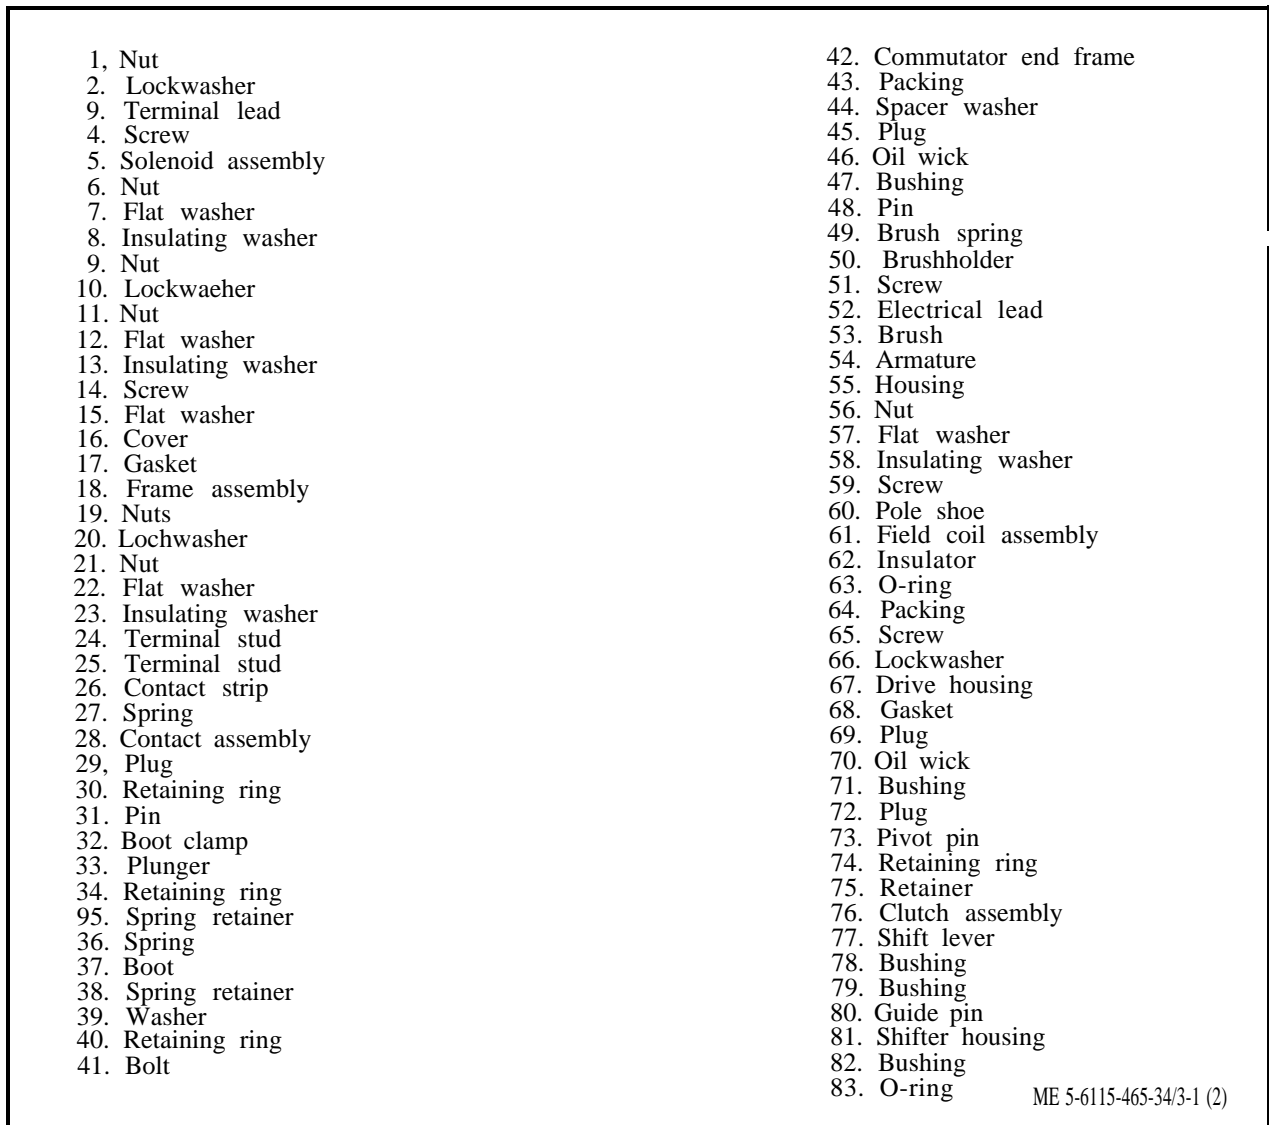 1, Nut
2. Lockwasher
9. Terminal lead
4. Screw
5. Solenoid assembly
6. Nut
7. Flat washer
8. Insulating washer
9. Nut
10. Lockwaeher
11. Nut
12. Flat washer
13. Insulating washer
14. Screw
15. Flat washer
16. Cover
17. Gasket
18. Frame assembly
19. Nuts
20. Lochwasher
21. Nut
22. Flat washer
23. Insulating washer
24. Terminal stud
25. Terminal stud
26. Contact strip
27. Spring
28. Contact assembly
29, Plug
30. Retaining ring
31. Pin
32. Boot clamp
33. Plunger
34. Retaining ring
95. Spring retainer
36. Spring
37. Boot
38. Spring retainer
39. Washer
40. Retaining ring
41. Bolt
42. Commutator end frame
43. Packing
44. Spacer washer
45. Plug
46. Oil wick
47. Bushing
48. Pin
49. Brush spring
50. Brushholder
51. Screw
52. Electrical lead
53. Brush
54. Armature
55. Housing
56. Nut
57. Flat washer
58. Insulating washer
59. Screw
60. Pole shoe
61. Field coil assembly
62. Insulator
63. O-ring
64. Packing
65. Screw
66. Lockwasher
67. Drive housing
68. Gasket
69. Plug
70. Oil wick
71. Bushing
72. Plug
73. Pivot pin
74. Retaining ring
75. Retainer
76. Clutch assembly
77. Shift lever
78. Bushing
79. Bushing
80. Guide pin
81. Shifter housing
82. Bushing
83. O-ring
ME 5-6115-465-34/3-1 (2)